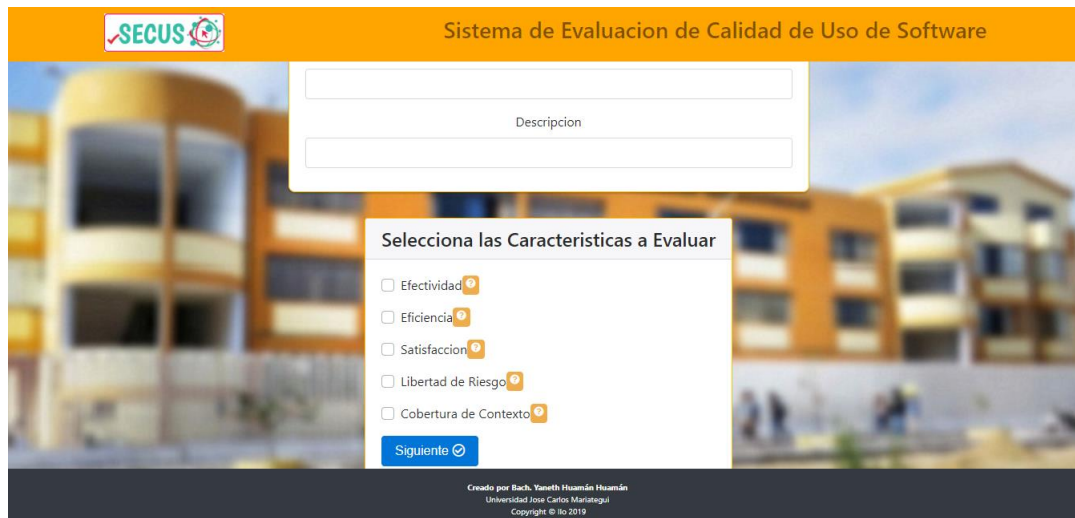 SECUS
Sistema de Evaluacion de Calidad de Uso de Software
Descripcion
Selecciona las Caracteristicas a Evaluar
Efectividad
Eficiencia
Satisfaccion
Libertad de Riesgo
Cobertura de Contexto
Siguiente
Creado por Bach. Yaneth Huamán Huamán
Universidad Jose Carlos Mariategui
Copyright © Ilo 2019